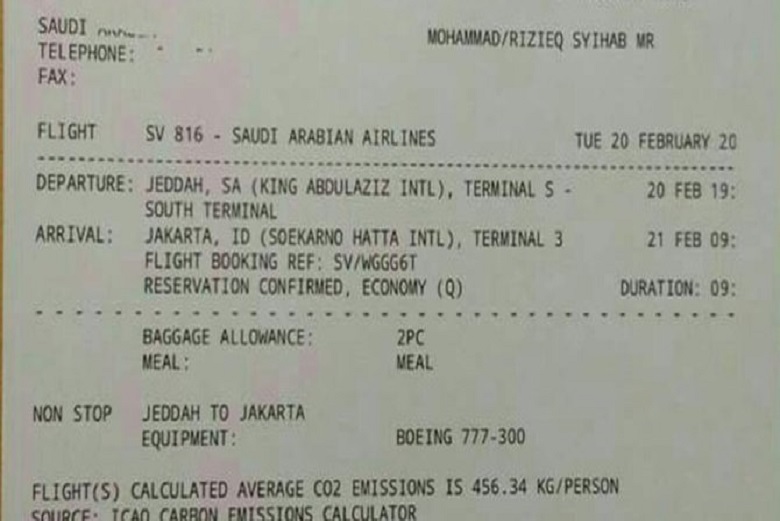 SAUDI
MOHAMMAD/RIZIEQ SYIHAB MR
TELEPHONE:
FAX:
FLIGHT SV 816 - SAUDI ARABIAN AIRLINES TUE 20 FEBRUARY 20
DEPARTURE: JEDDAH, SA (KING ABDULAZIZ INTL), TERMINAL S - 20 FEB 19:
SOUTH TERMINAL
ARRIVAL: JAKARTA, ID (SOEKARNO HATTA INTL), TERMINAL 3 21 FEB 09:
FLIGHT BOOKING REF: SV/WGGG6T
RESERVATION CONFIRMED, ECONOMY (Q) DURATION: 09:
BAGGAGE ALLOWANCE: 2PC
MEAL: MEAL
NON STOP JEDDAH TO JAKARTA
EQUIPMENT: BOEING 777-300
FLIGHT(S) CALCULATED AVERAGE CO2 EMISSIONS IS 456.34 KG/PERSON
SOURCE: ICAO CARBON EMISSIONS CALCULATOR